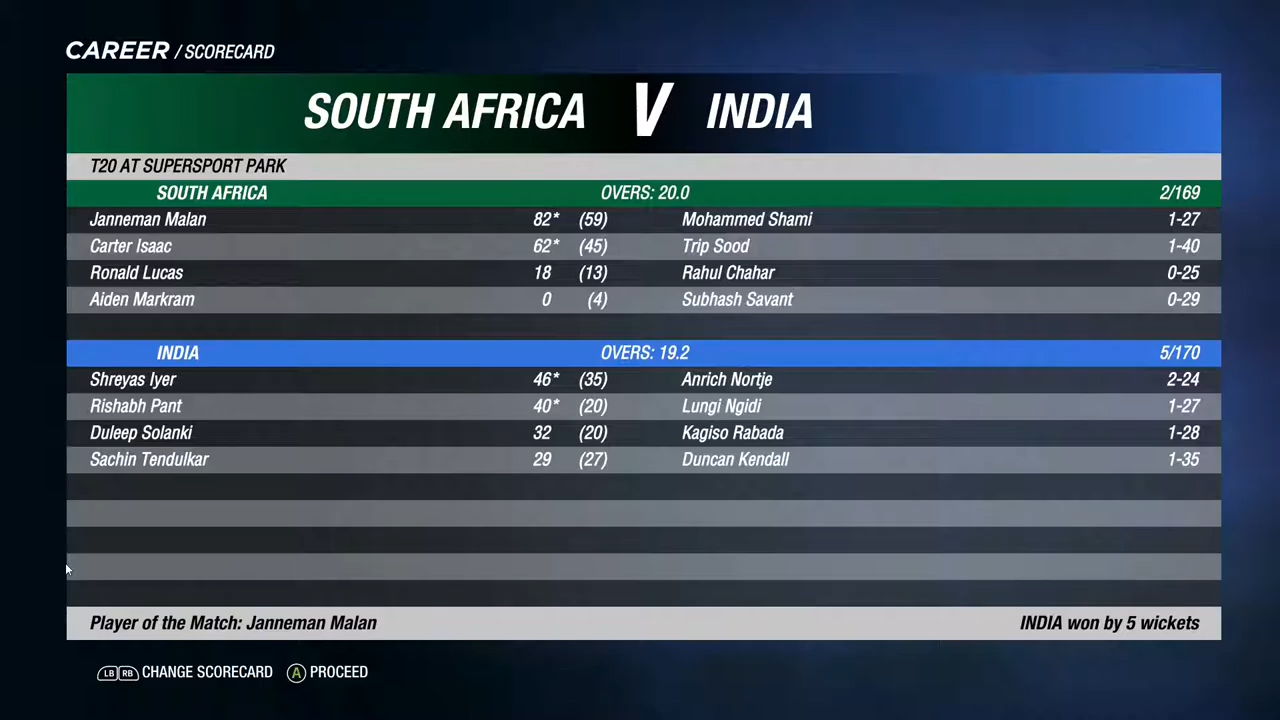 CAREER / SCORECARD
SOUTH AFRICA V INDIA
T20 AT SUPERSPORT PARK
SOUTH AFRICA OVERS: 20.0 2/169
Janneman Malan 82* (59) Mohammed Shami 1-27
Carter Isaac 62* (45) Trip Sood 1-40
Ronald Lucas 18 (13) Rahul Chahar 0-25
Aiden Markram 0 (4) Subhash Savant 0-29
INDIA OVERS: 19.2 5/170
Shreyas Iyer 46* (35) Anrich Nortje 2-24
Rishabh Pant 40* (20) Lungi Ngidi 1-27
Duleep Solanki 32 (20) Kagiso Rabada 1-28
Sachin Tendulkar 29 (27) Duncan Kendall 1-35
Player of the Match: Janneman Malan INDIA won by 5 wickets
LB RB CHANGE SCORECARD A PROCEED